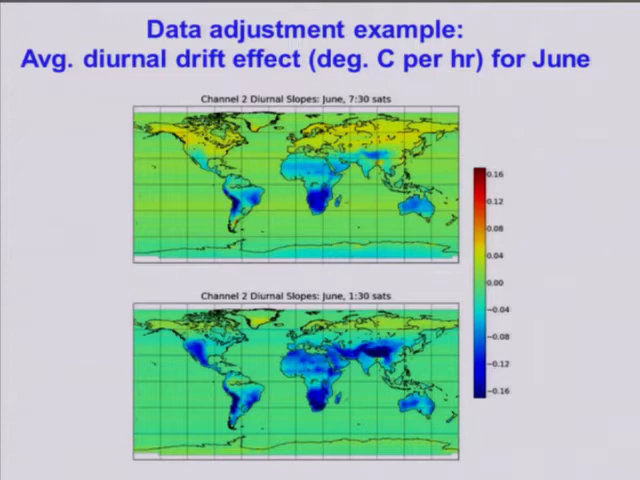 Data adjustment example:
Avg. diurnal drift effect (deg. C per hr) for June
Channel 2 Diurnal Slopes: June, 7:30 sats
0.16
0.12
0.08
0.04
0.00
−0.04
−0.08
−0.12
−0.16
Channel 2 Diurnal Slopes: June, 1:30 sats